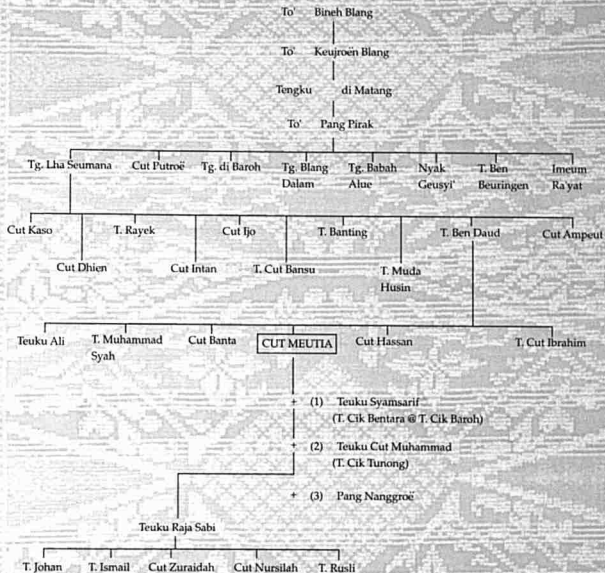 To' Bineh Blang
To' Keujroën Blang
Tengku di Matang
To' Pang Pirak
Tg. Lha Seumana Cut Putroë Tg. di Baroh Tg. Blang Dalam Tg. Babah Alue Nyak Geusyi' T. Ben Beuringen Imeum Ra'yat
Cut Kaso T. Rayek Cut Ijo T. Banting T. Ben Daud Cut Ampeut
Cut Dhien Cut Intan T. Cut Bansu T. Muda Husin
Teuku Ali T. Muhammad Syah Cut Banta CUT MEUTIA Cut Hassan T. Cut Ibrahim
+ (1) Teuku Syamsarif
(T. Cik Bentara @ T. Cik Baroh)
+ (2) Teuku Cut Muhammad
(T. Cik Tunong)
+ (3) Pang Nanggroë
Teuku Raja Sabi
T. Johan T. Ismail Cut Zuraidah Cut Nursilah T. Rusli